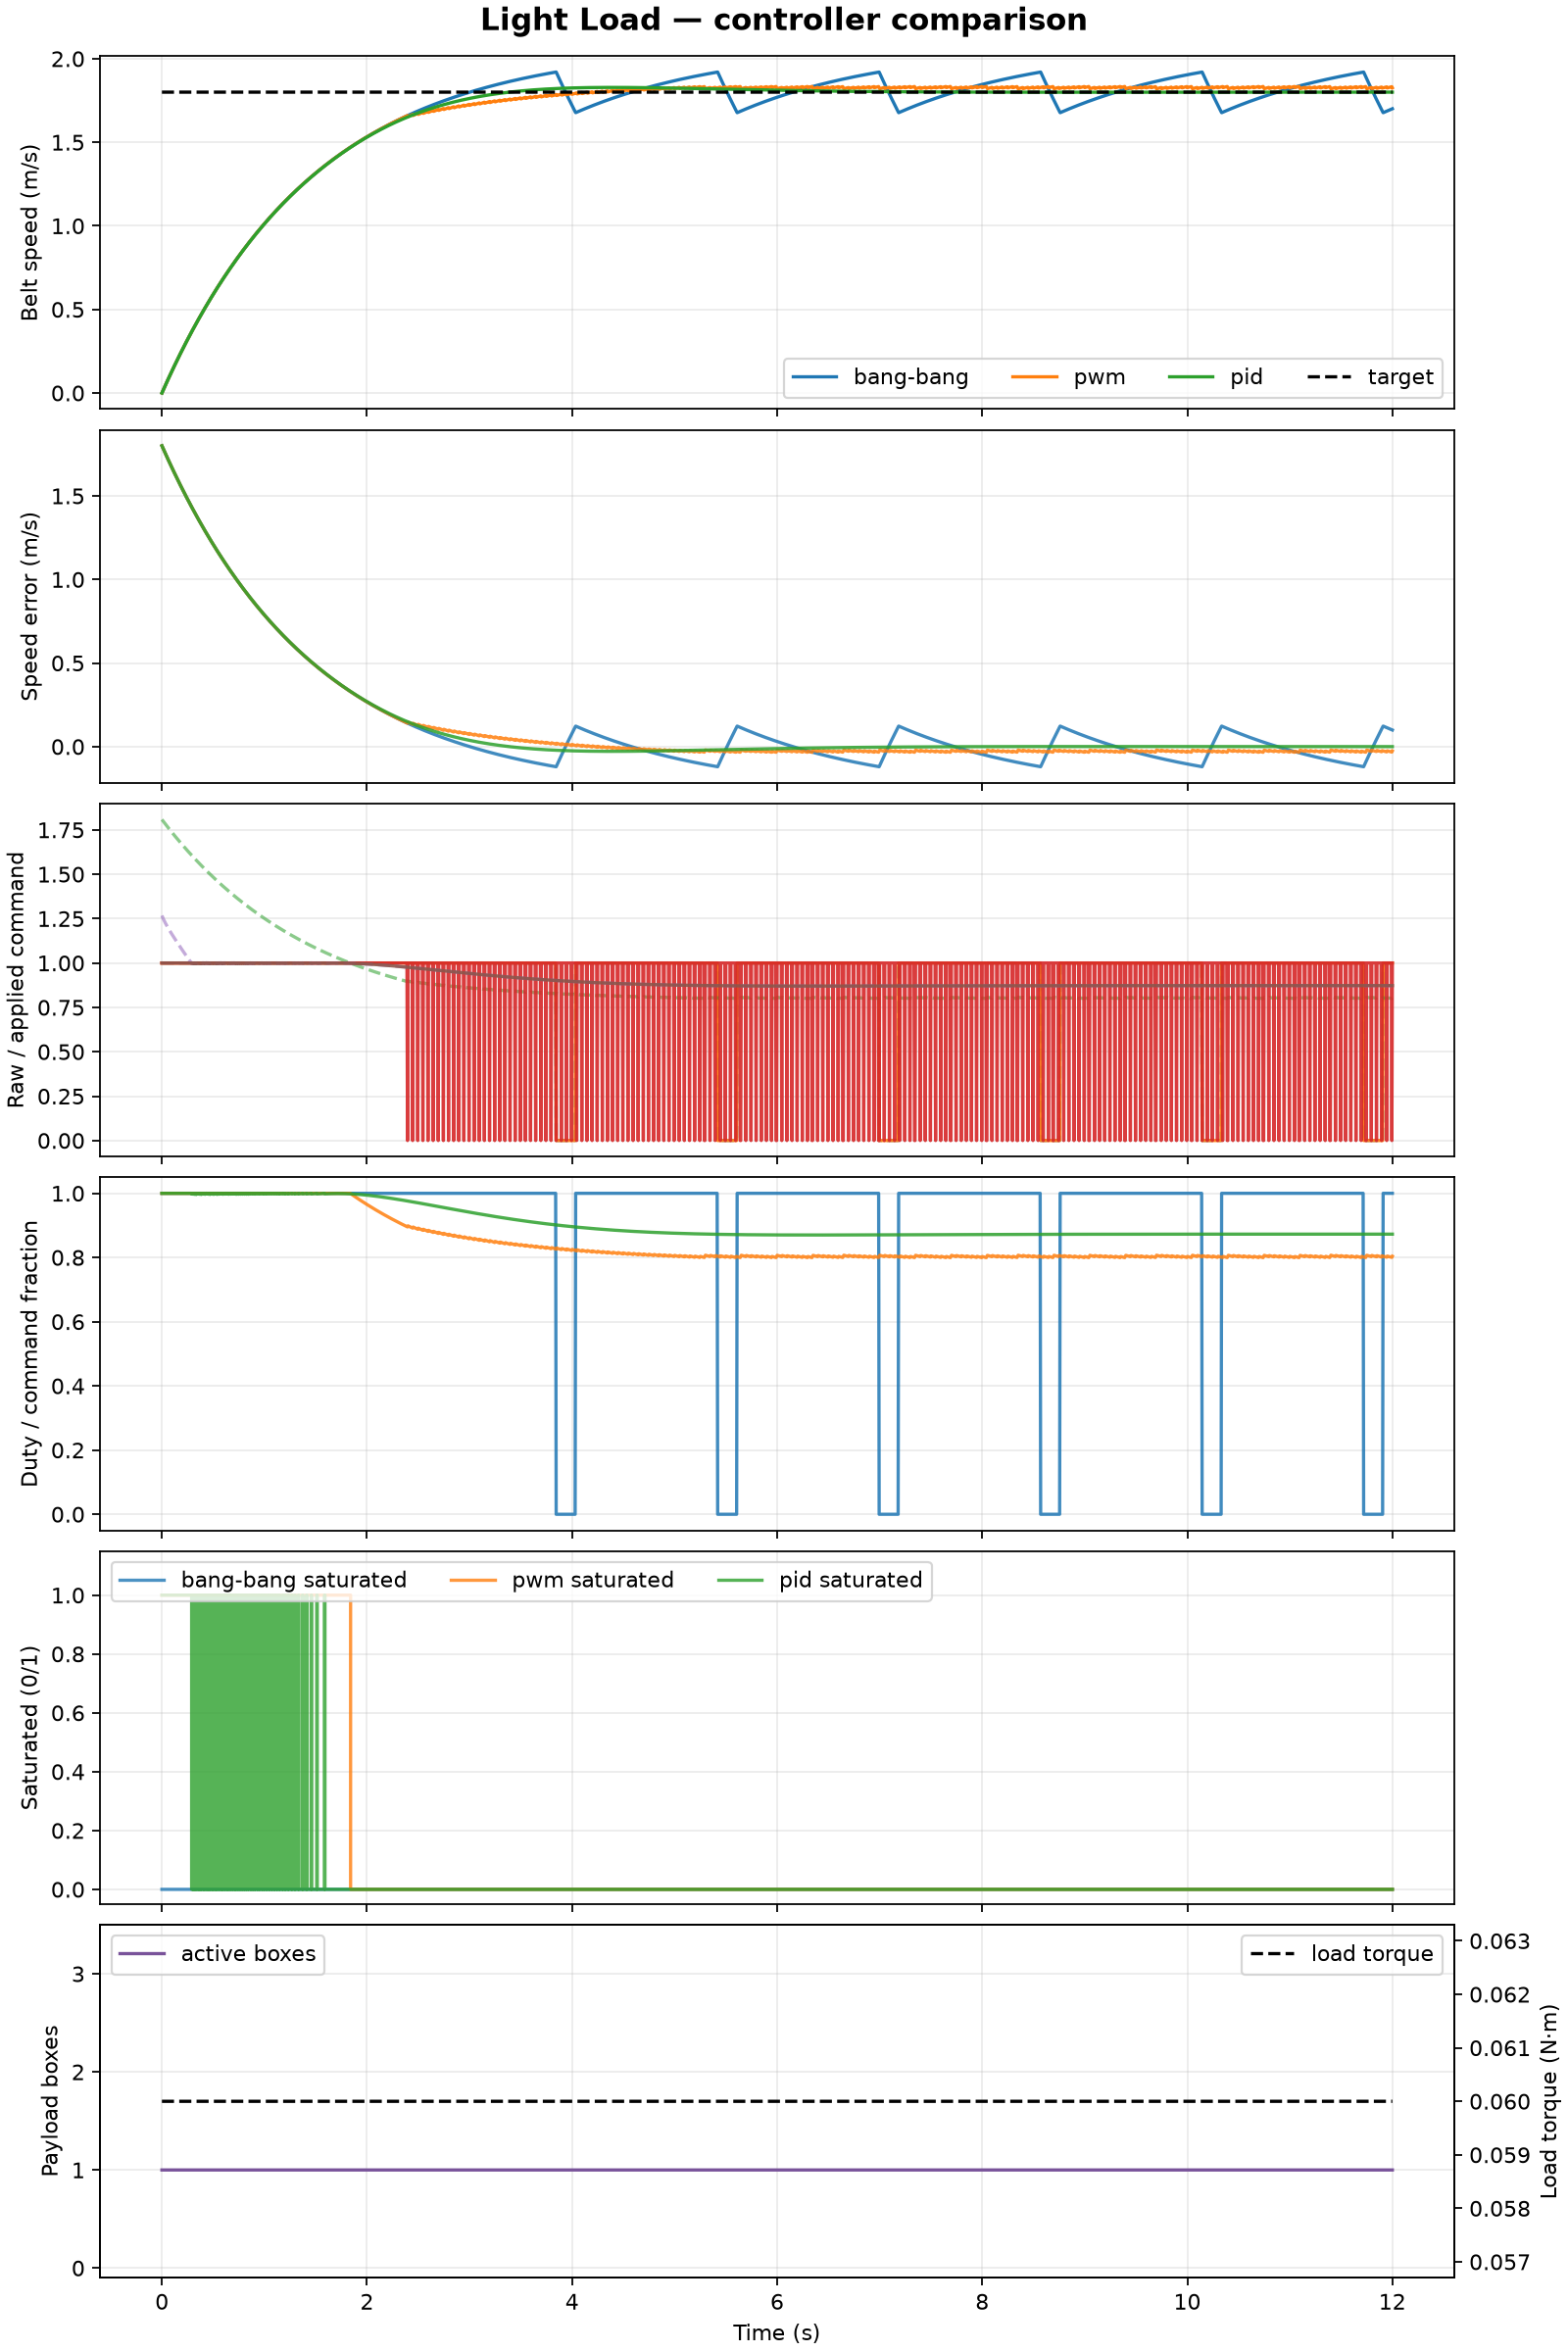 Light Load — controller comparison
2.0
1.5
1.0
0.5
0.0
Belt speed (m/s)
bang-bang
pwm
pid
target
1.5
1.0
0.5
0.0
Speed error (m/s)
1.75
1.50
1.25
1.00
0.75
0.50
0.25
0.00
Raw / applied command
1.0
0.8
0.6
0.4
0.2
0.0
Duty / command fraction
bang-bang saturated
pwm saturated
pid saturated
1.0
0.8
0.6
0.4
0.2
0.0
Saturated (0/1)
active boxes
load torque
3
2
1
0
Payload boxes
0.063
0.062
0.061
0.060
0.059
0.058
0.057
Load torque (N·m)
0 2 4 6 8 10 12
Time (s)